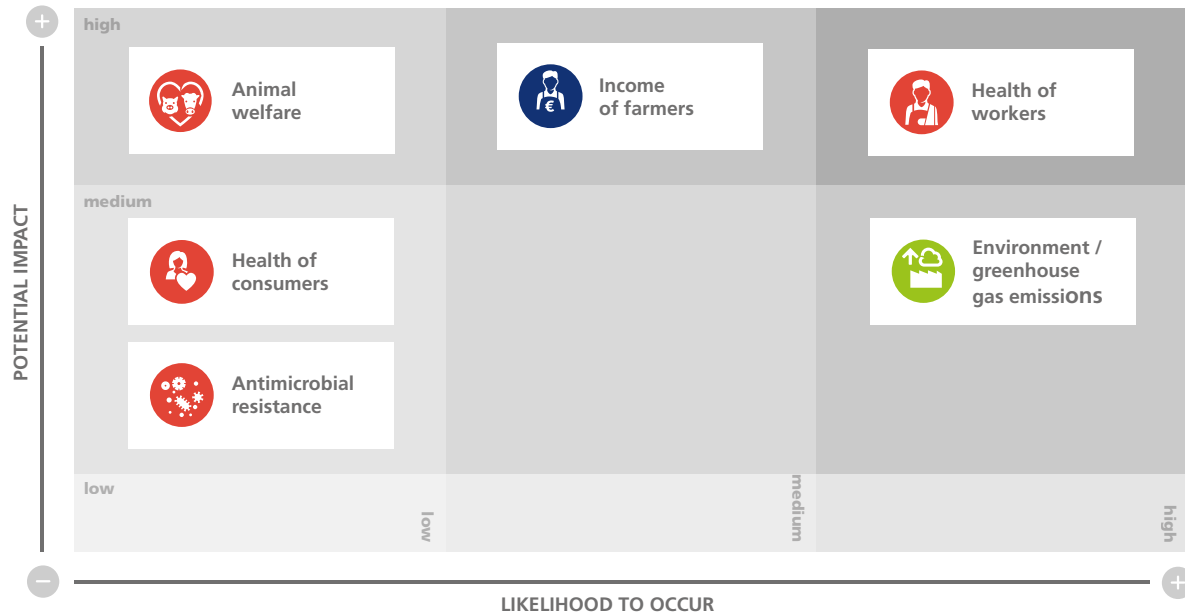 high
Animal
welfare
Income
of farmers
€
Health of
workers
medium
Health of
consumers
Environment /
greenhouse
gas emissions
Antimicrobial
resistance
low
low
medium
high
POTENTIAL IMPACT
LIKELIHOOD TO OCCUR